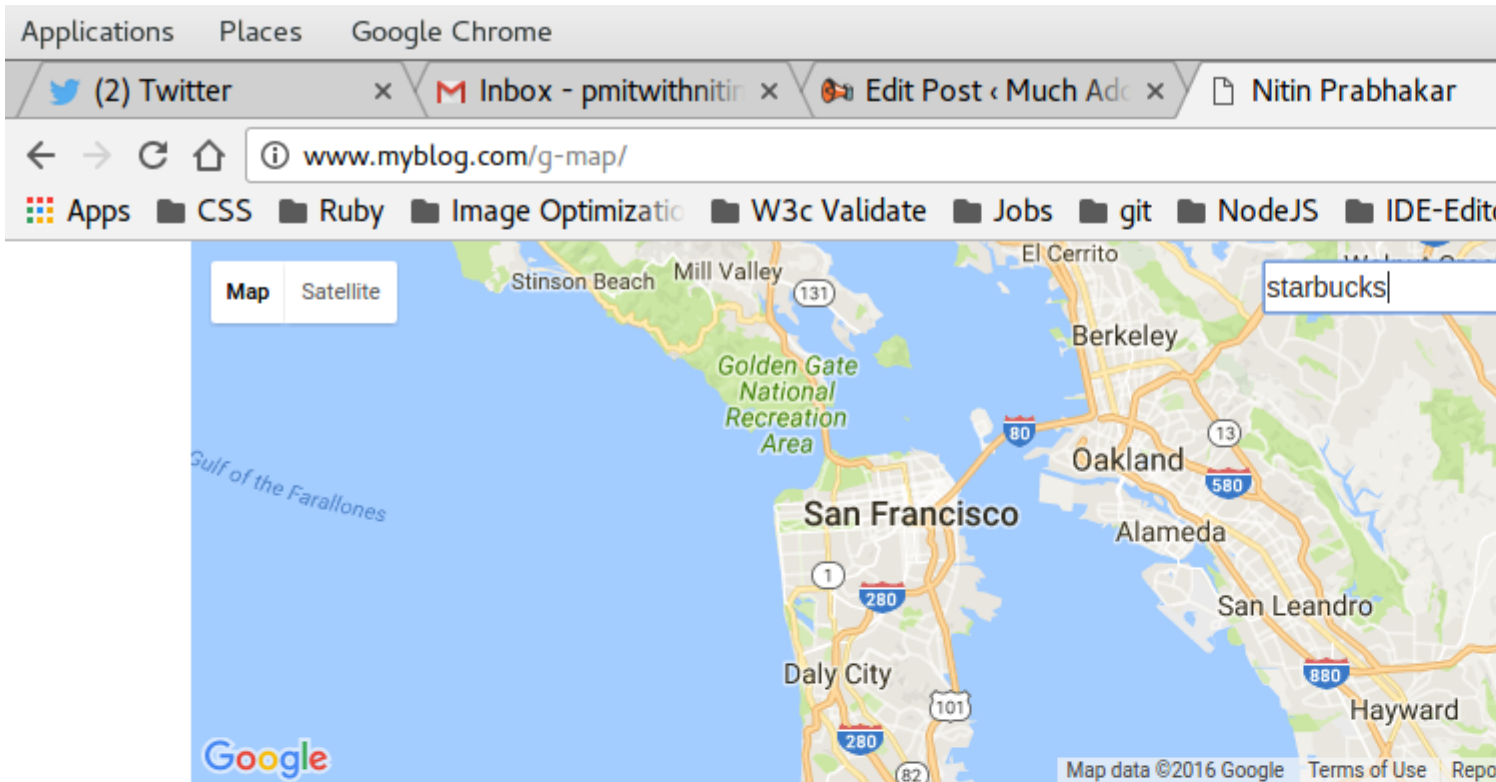 Applications Places Google Chrome
(2) Twitter × Inbox - pmitwithnitin × Edit Post ‹ Much Ado × Nitin Prabhakar
www.myblog.com/g-map/
Apps CSS Ruby Image Optimizatio W3c Validate Jobs git NodeJS IDE-Edito
Map Satellite
starbucks
Stinson Beach
Mill Valley
131
El Cerrito
Berkeley
Golden Gate
National
Recreation
Area
80
13
Oakland
580
Gulf of the Farallones
San Francisco
Alameda
1
280
San Leandro
Daly City
880
101
Hayward
280
82
Google
Map data ©2016 Google Terms of Use Repo